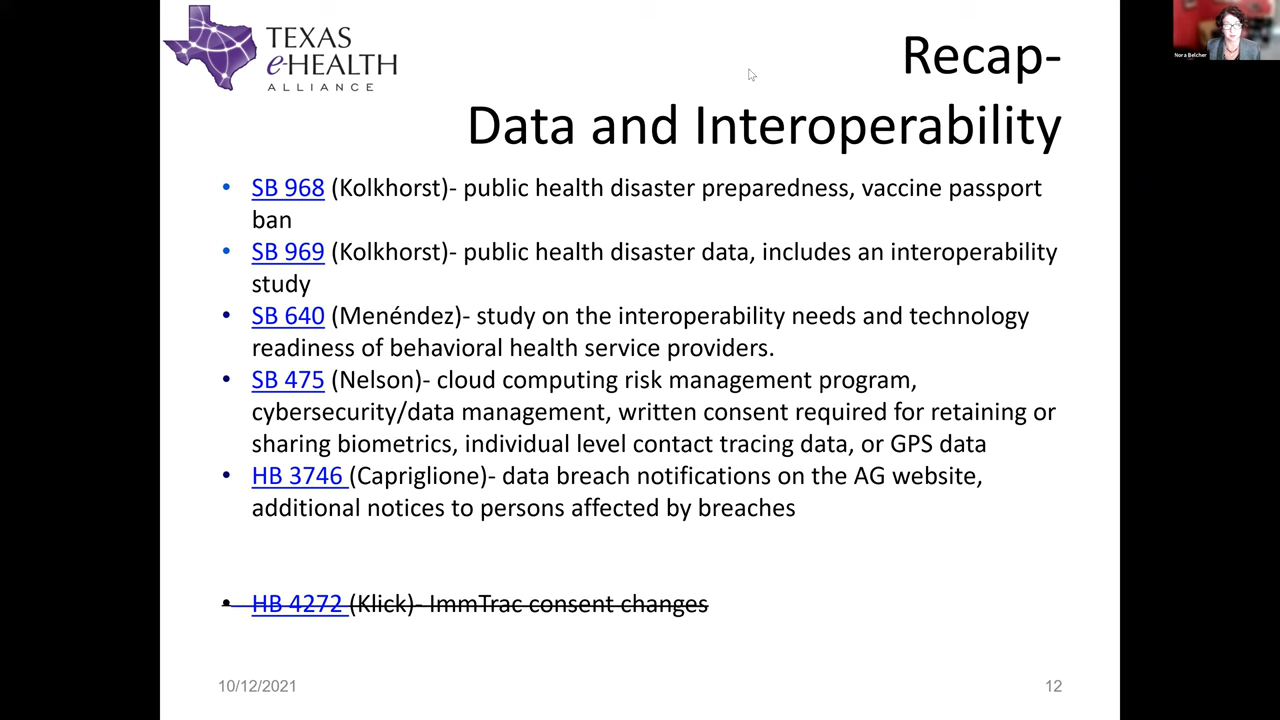 TEXAS
e-HEALTH
ALLIANCE
Nora Belcher
Recap-
Data and Interoperability
• SB 968 (Kolkhorst)- public health disaster preparedness, vaccine passport
ban
• SB 969 (Kolkhorst)- public health disaster data, includes an interoperability
study
• SB 640 (Menéndez)- study on the interoperability needs and technology
readiness of behavioral health service providers.
• SB 475 (Nelson)- cloud computing risk management program,
cybersecurity/data management, written consent required for retaining or
sharing biometrics, individual level contact tracing data, or GPS data
• HB 3746 (Capriglione)- data breach notifications on the AG website,
additional notices to persons affected by breaches
• HB 4272 (Klick)- ImmTrac consent changes
10/12/2021
12